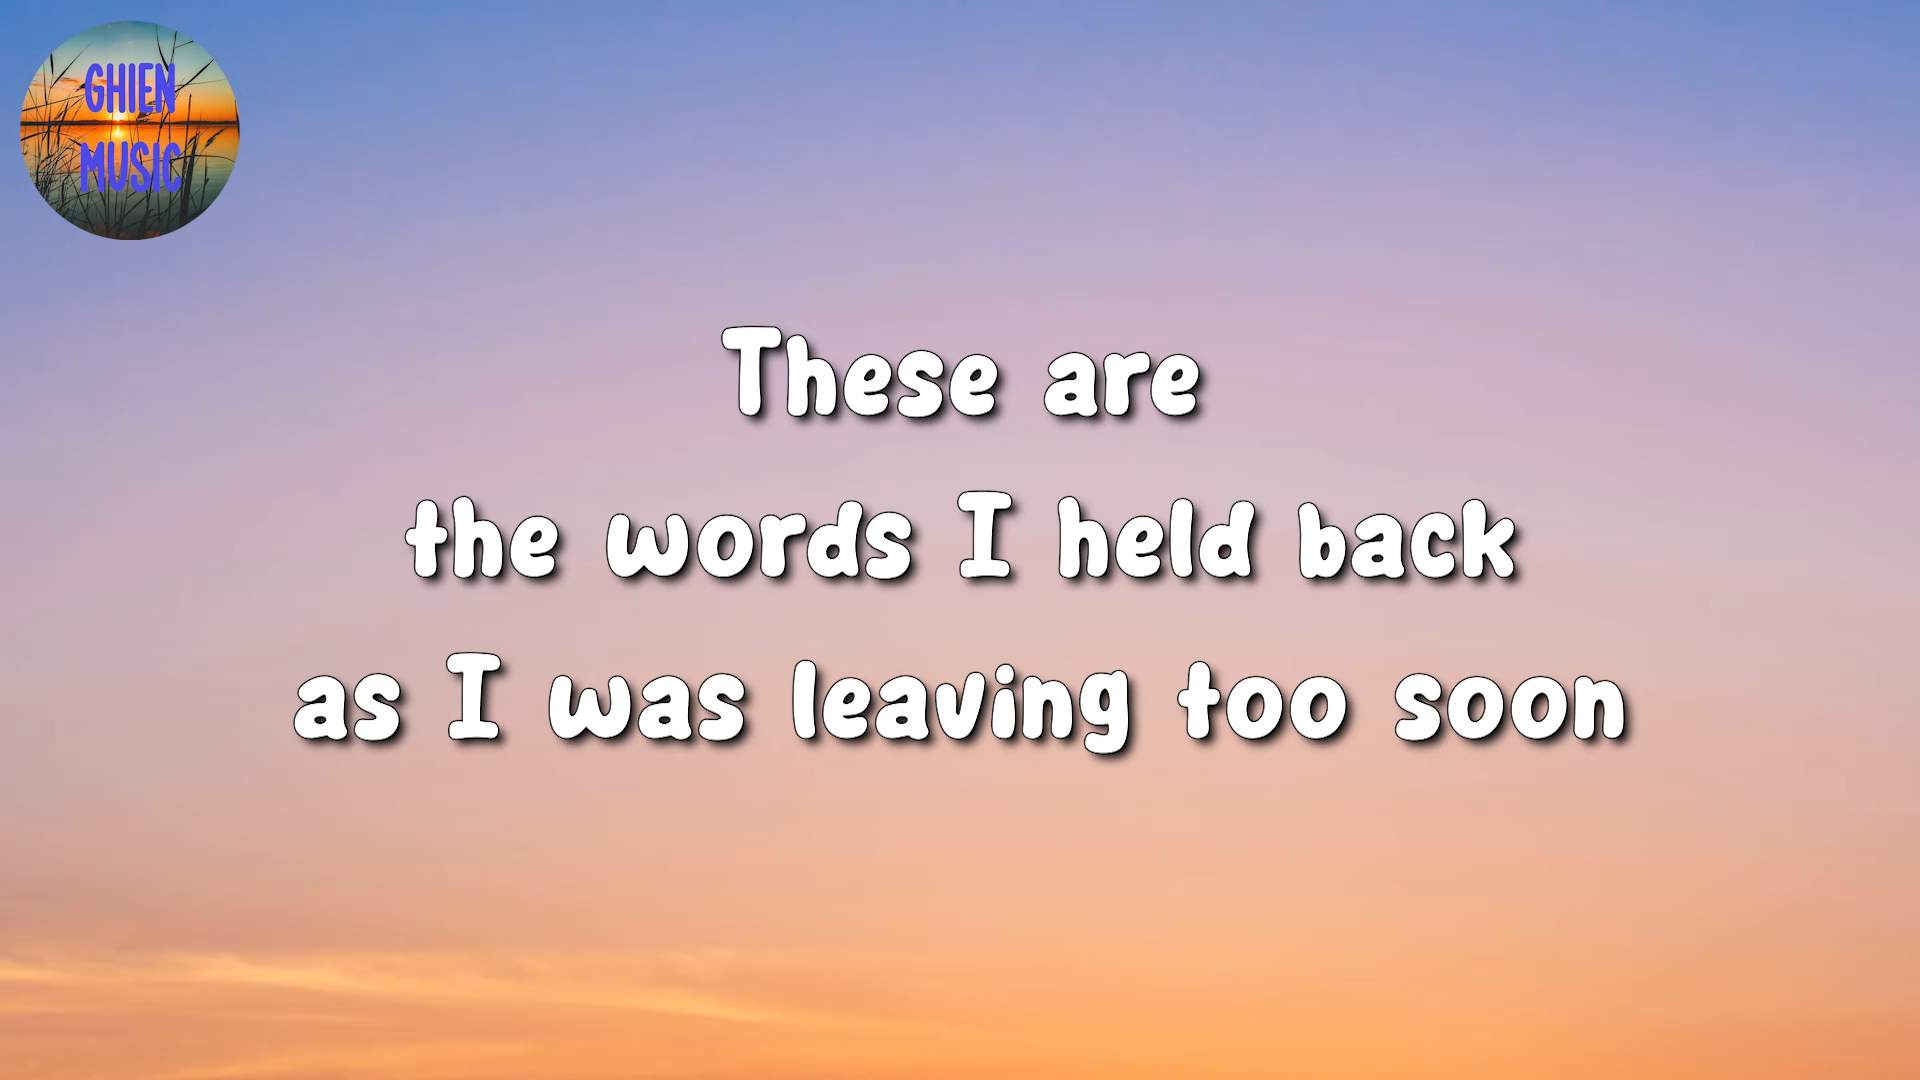 GHIEN
MUSIC
These are
the words I held back
as I was leaving too soon